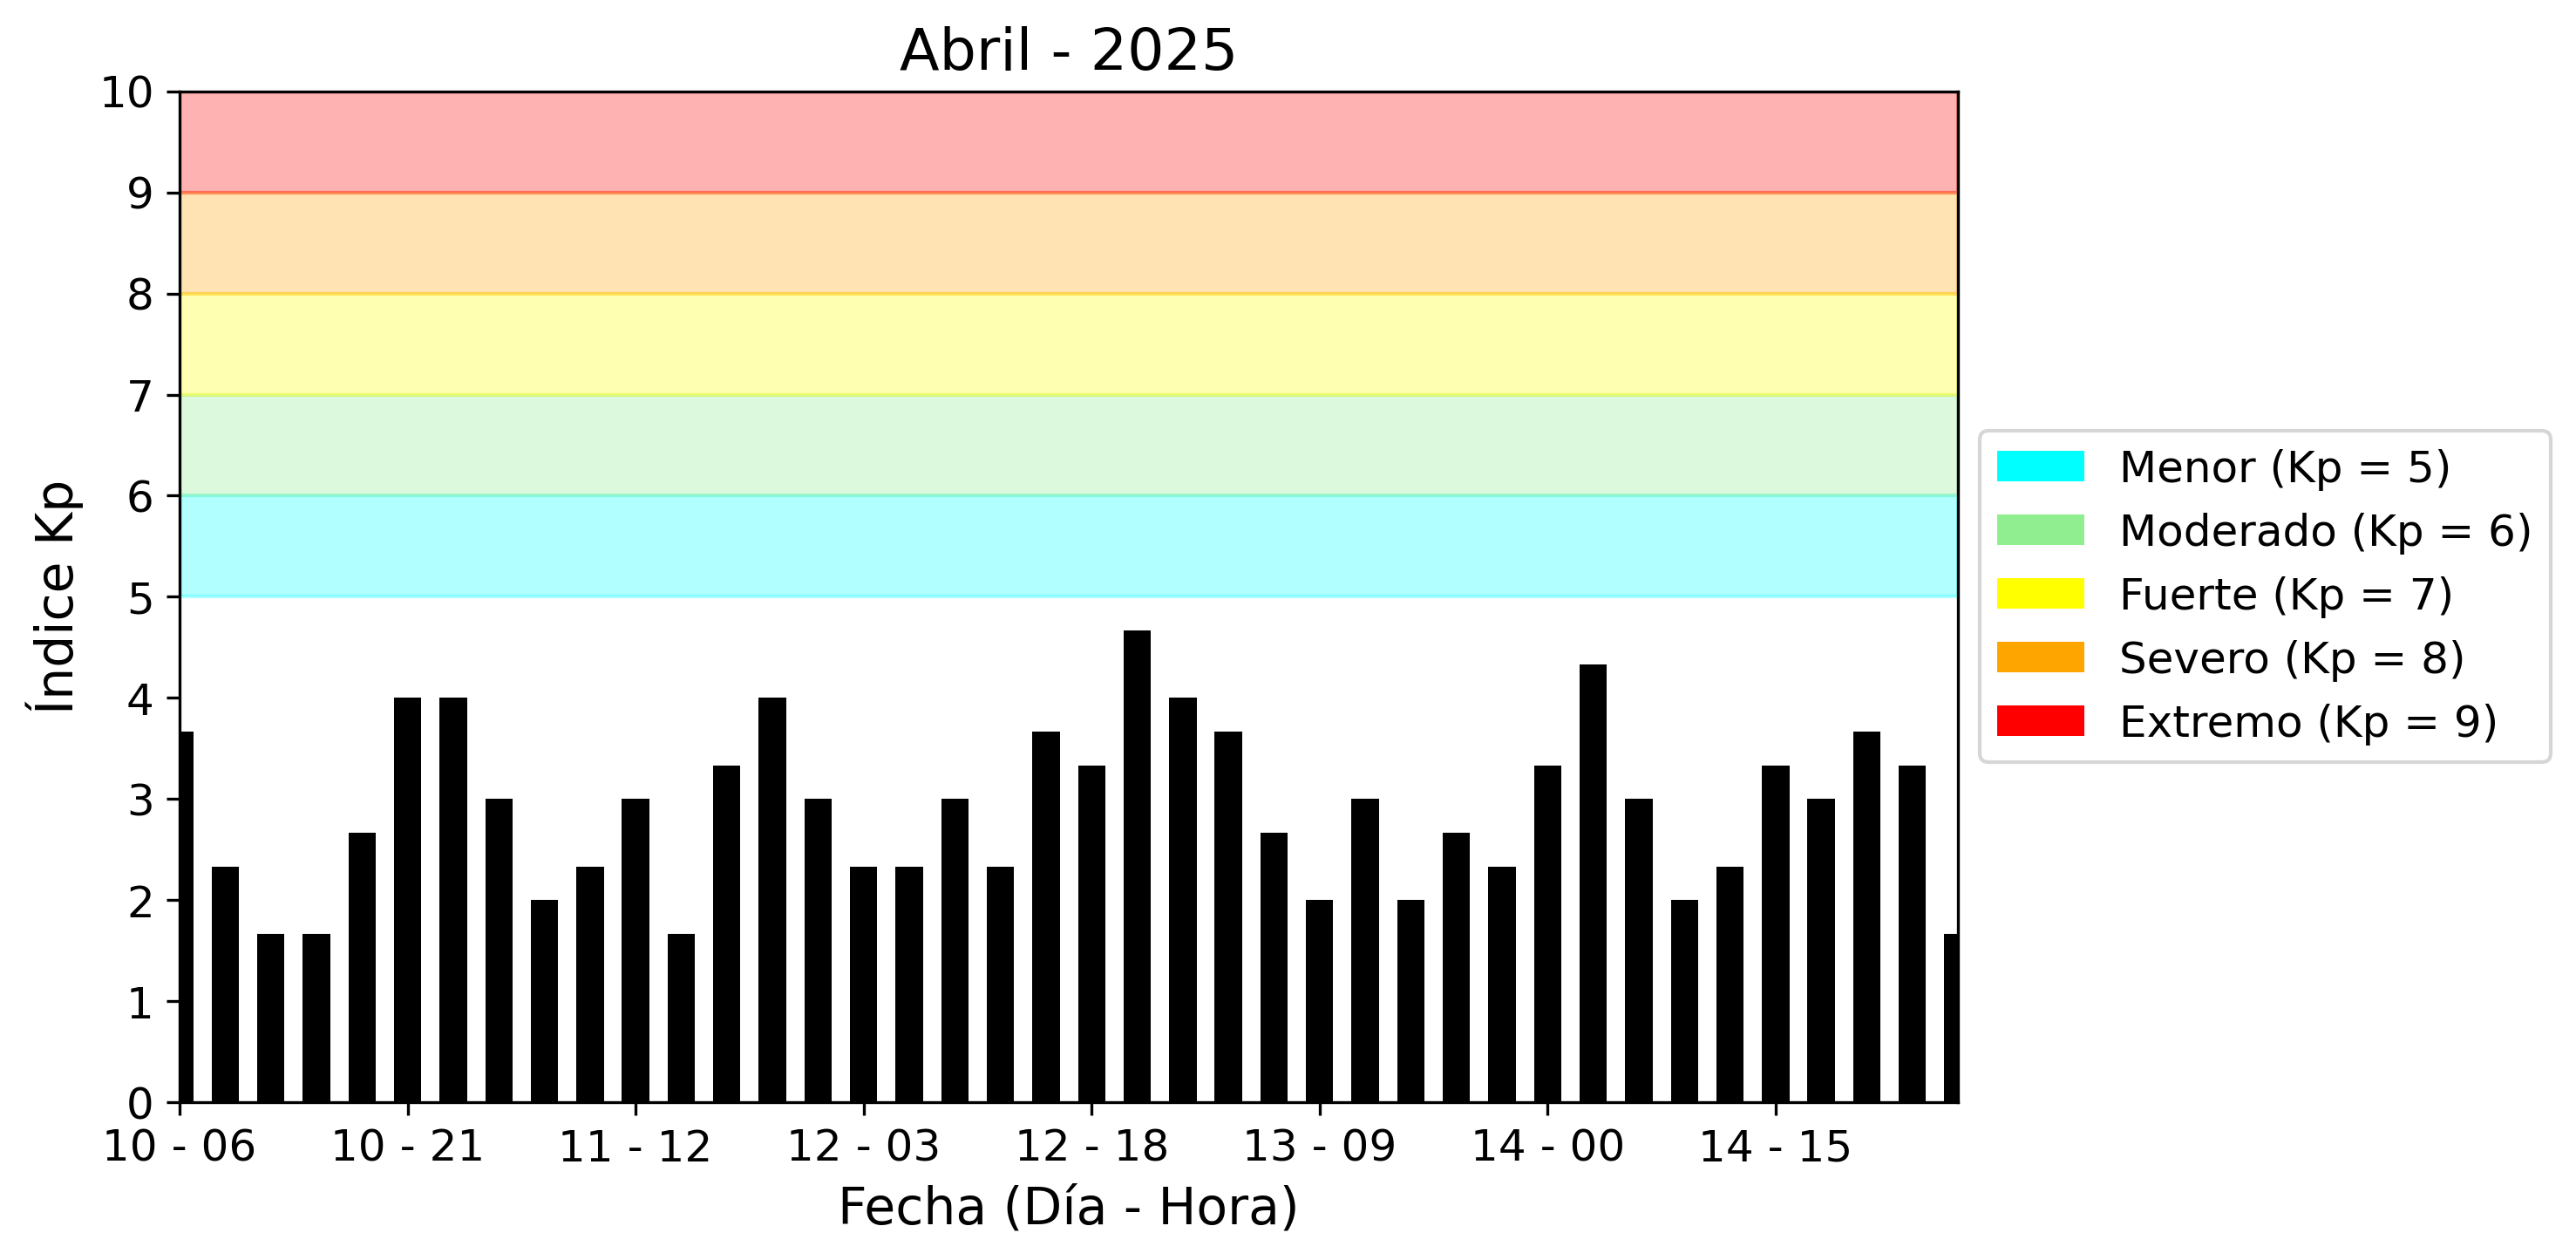 Abril - 2025
Índice Kp
10
9
8
7
6
5
4
3
2
1
0
10 - 06
10 - 21
11 - 12
12 - 03
12 - 18
13 - 09
14 - 00
14 - 15
Fecha (Día - Hora)
Menor (Kp = 5)
Moderado (Kp = 6)
Fuerte (Kp = 7)
Severo (Kp = 8)
Extremo (Kp = 9)